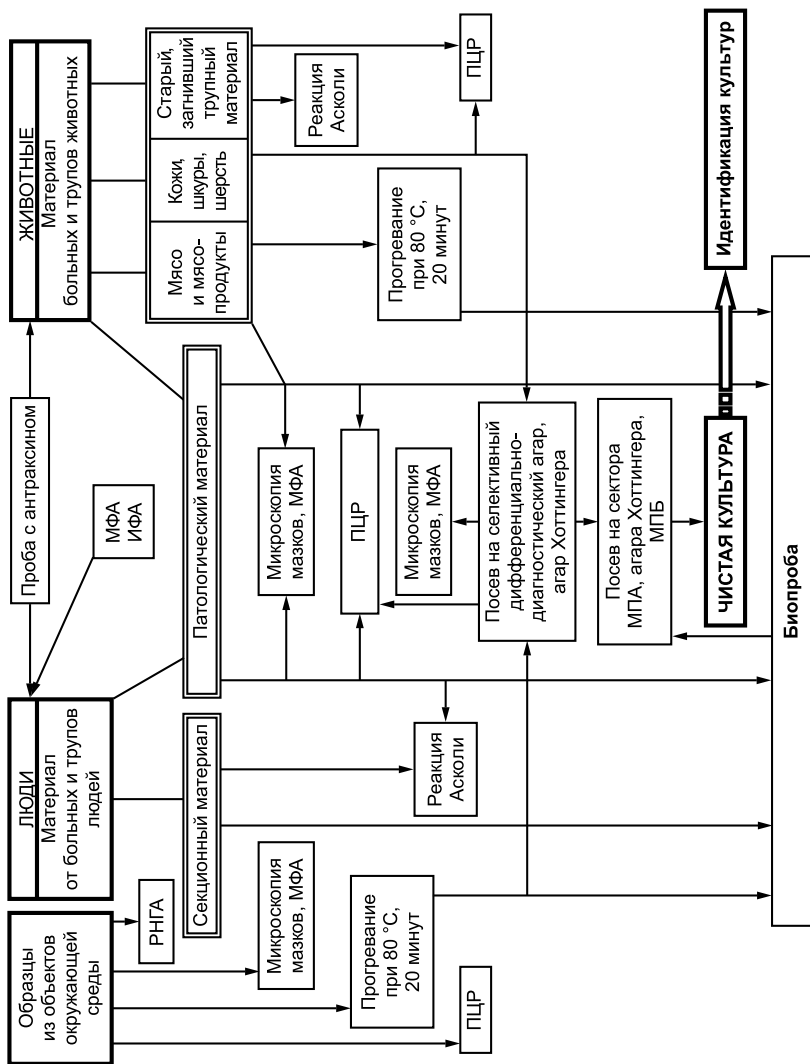 Образцы
из объектов
окружающей
среды
ЛЮДИ
Материал
от больных и трупов
людей
Проба с антраксином
МФА
ИФА
ЖИВОТНЫЕ
Материал
больных и трупов животных
РНГА
Секционный материал
Патологический материал
Мясо
и мясо-
продукты
Кожи,
шкуры,
шерсть
Старый,
загнивший
трупный
материал
Микроскопия
мазков, МФА
Микроскопия
мазков, МФА
Реакция
Асколи
Прогревание
при 80 °С,
20 минут
ПЦР
Прогревание
при 80 °С,
20 минут
ПЦР
Реакция
Асколи
Микроскопия
мазков, МФА
ПЦР
Посев на селективный
дифференциально-
диагностический агар,
агар Хоттингера
Посев на сектора
МПА, агара Хоттингера,
МПБ
ЧИСТАЯ КУЛЬТУРА
Идентификация культур
ПЦР
Биопроба